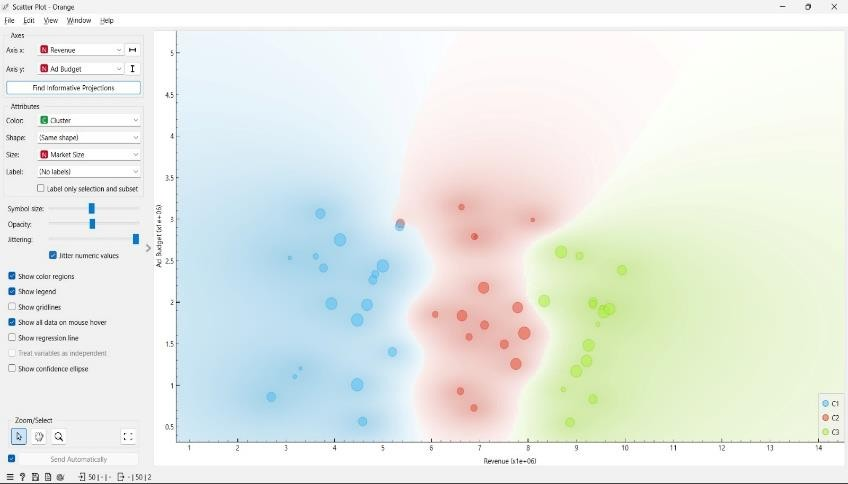 Scatter Plot - Orange
File Edit View Window Help
Axes
Axis x: N Revenue
Axis y: N Ad Budget
Find Informative Projections
Attributes
Color: C Cluster
Shape: (Same shape)
Size: N Market Size
Label: (No labels)
Label only selection and subset
Symbol size:
Opacity:
Jittering:
Jitter numeric values
Show color regions
Show legend
Show gridlines
Show all data on mouse hover
Show regression line
Treat variables as independent
Show confidence ellipse
Zoom/Select
Send Automatically
50 | - | - - | 50 | 2
Ad Budget (x1e+06)
5
4.5
4
3.5
3
2.5
2
1.5
1
0.5
1 2 3 4 5 6 7 8 9 10 11 12 13 14
Revenue (x1e+06)
C1
C2
C3